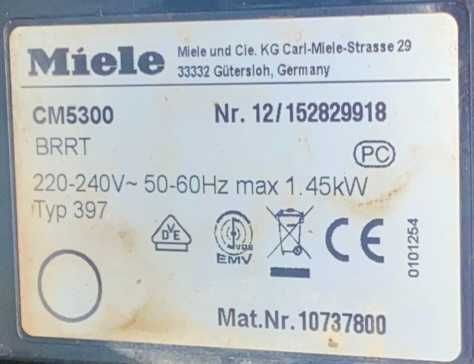 Miele
Miele und Cie. KG Carl-Miele-Strasse 29
33332 Gütersloh, Germany
CM5300 Nr. 12/152829918
BRRT
PC
220-240V~ 50-60Hz max 1.45kW
Typ 397
VDE
VDE
EMV
CE
0101254
Mat.Nr. 10737800